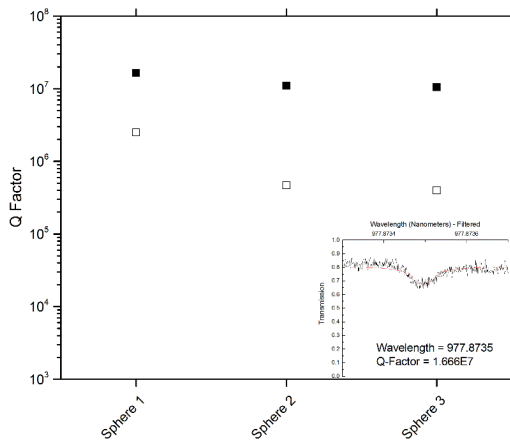 10^8
10^7
10^6
10^5
10^4
10^3
Q Factor
Sphere 1
Sphere 2
Sphere 3
Wavelength (Nanometers) - Filtered
977.8734
977.8736
1.0
0.9
0.8
0.7
0.6
0.5
0.4
0.3
0.2
0.1
0.0
Transmission
Wavelength = 977.8735
Q-Factor = 1.666E7